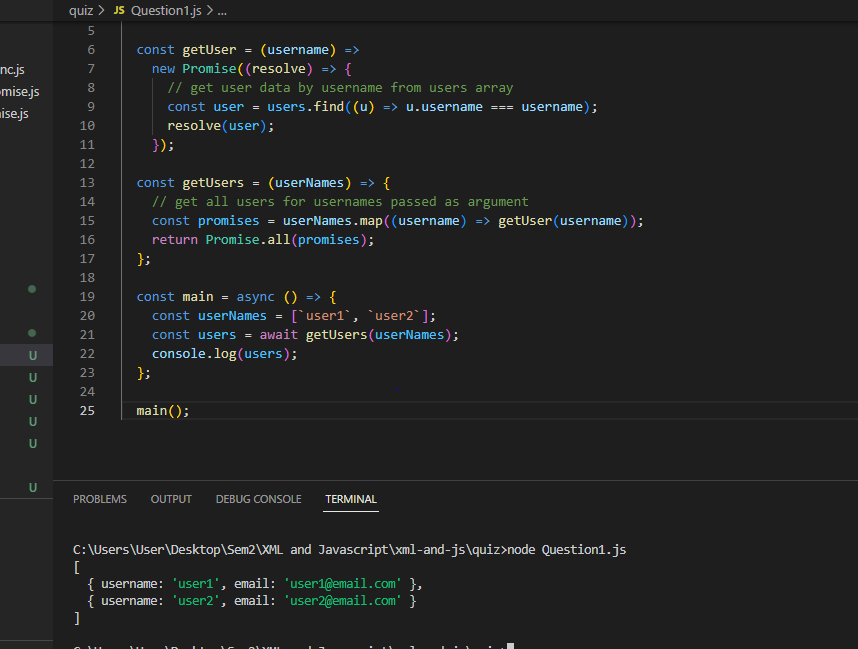 quiz > JS Question1.js > ...
nc.js
omise.js
ise.js
5
6 const getUser = (username) =>
7 new Promise((resolve) => {
8 // get user data by username from users array
9 const user = users.find((u) => u.username === username);
10 resolve(user);
11 });
12
13 const getUsers = (userNames) => {
14 // get all users for usernames passed as argument
15 const promises = userNames.map((username) => getUser(username));
16 return Promise.all(promises);
17 };
18
19 const main = async () => {
20 const userNames = [`user1`, `user2`];
21 const users = await getUsers(userNames);
22 console.log(users);
23 };
24
25 main();
U
U
U
U
U
U
PROBLEMS OUTPUT DEBUG CONSOLE TERMINAL
C:\Users\User\Desktop\Sem2\XML and Javascript\xml-and-js\quiz>node Question1.js
[
{ username: 'user1', email: 'user1@email.com' },
{ username: 'user2', email: 'user2@email.com' }
]